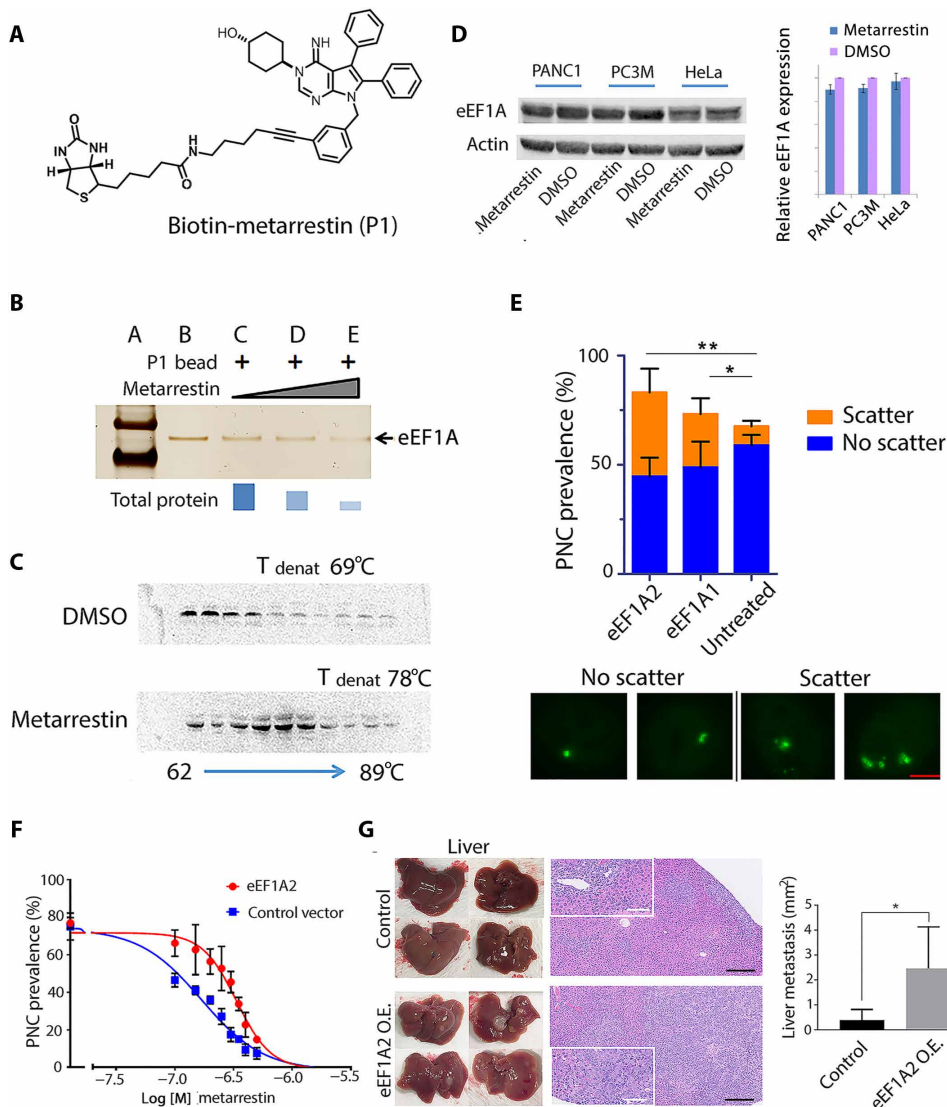 A
HO
NH
N
N
N
N
O
HN
NH
H
H
S
O
H
N
Biotin-metarrestin (P1)
D
PANC1 PC3M HeLa
eEF1A
Actin
Metarrestin
DMSO
Metarrestin
DMSO
Metarrestin
DMSO
Metarrestin
DMSO
Relative eEF1A expression
PANC1
PC3M
HeLa
B
A B C D E
P1 bead + + +
Metarrestin
eEF1A
Total protein
C
T denat 69°C
DMSO
T denat 78°C
Metarrestin
62 89°C
E
** 
*
100
50
0
PNC prevalence (%)
Scatter
No scatter
eEF1A2
eEF1A1
Untreated
No scatter Scatter
F
PNC prevalence (%)
100
80
60
40
20
0
eEF1A2
Control vector
−7.5 −7.0 −6.5 −6.0 −5.5
Log [M] metarrestin
G
Liver
Control
eEF1A2 O.E.
Liver metastasis (mm²)
5
4
3
2
1
0
*
Control
eEF1A2 O.E.